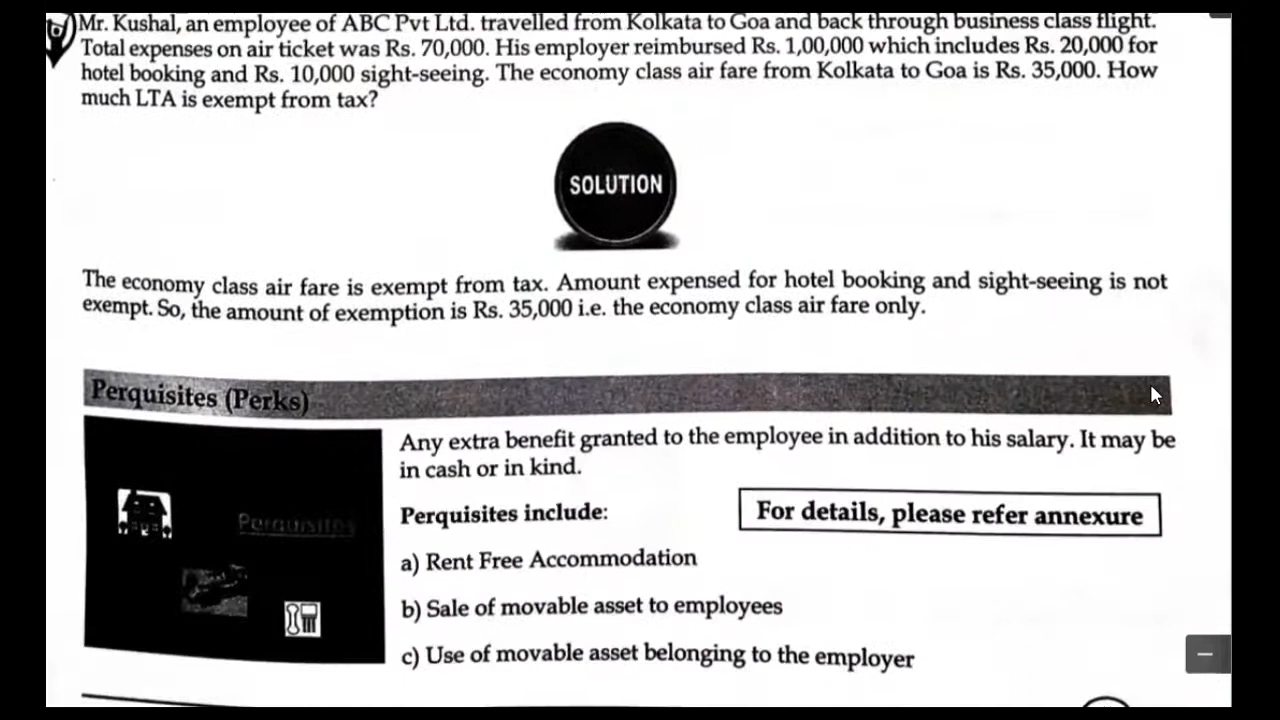 Mr. Kushal, an employee of ABC Pvt Ltd. travelled from Kolkata to Goa and back through business class flight.
Total expenses on air ticket was Rs. 70,000. His employer reimbursed Rs. 1,00,000 which includes Rs. 20,000 for
hotel booking and Rs. 10,000 sight-seeing. The economy class air fare from Kolkata to Goa is Rs. 35,000. How
much LTA is exempt from tax?
SOLUTION
The economy class air fare is exempt from tax. Amount expensed for hotel booking and sight-seeing is not
exempt. So, the amount of exemption is Rs. 35,000 i.e. the economy class air fare only.
Perquisites (Perks)
Any extra benefit granted to the employee in addition to his salary. It may be
in cash or in kind.
Perquisites
Perquisites include:
For details, please refer annexure
a) Rent Free Accommodation
b) Sale of movable asset to employees
c) Use of movable asset belonging to the employer